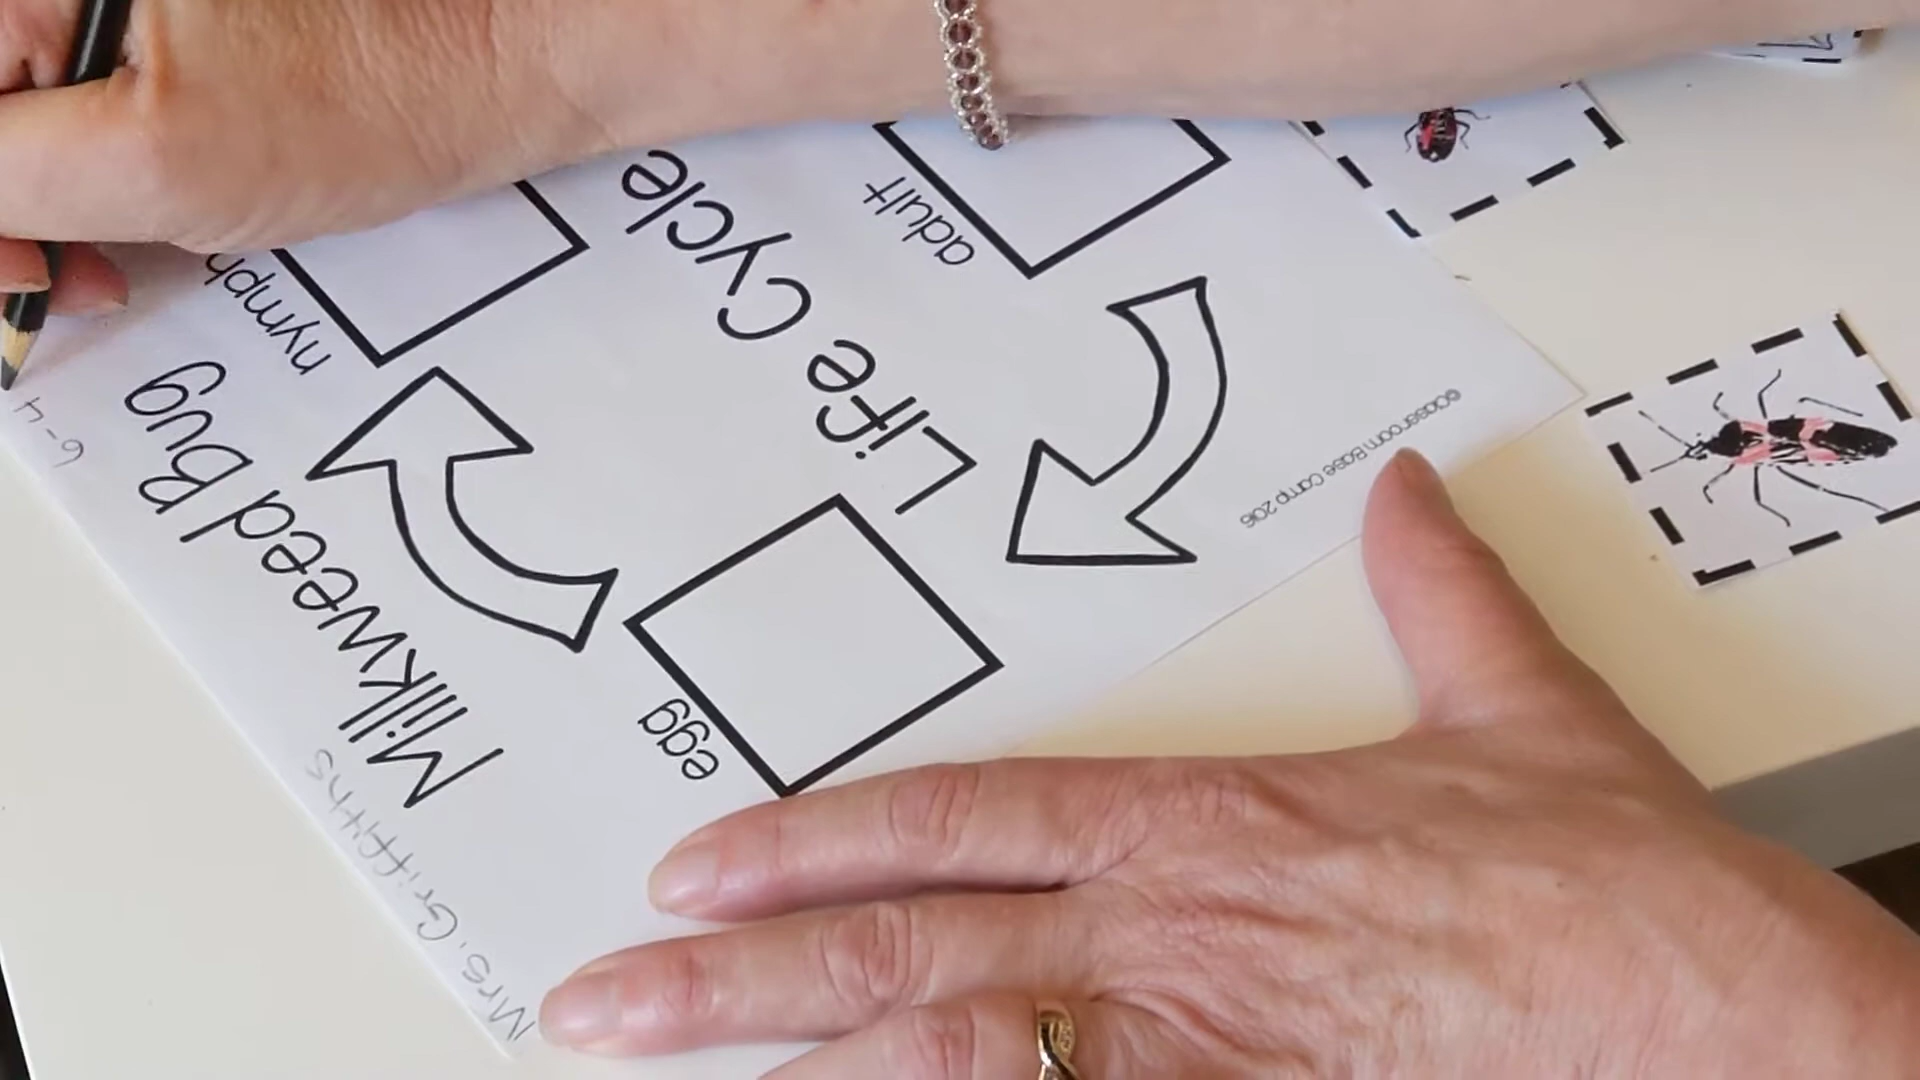 Mrs. Griffiths 6-4
Milkweed Bug
Life Cycle
egg
nymph
adult
©Classroom Base Camp 2016